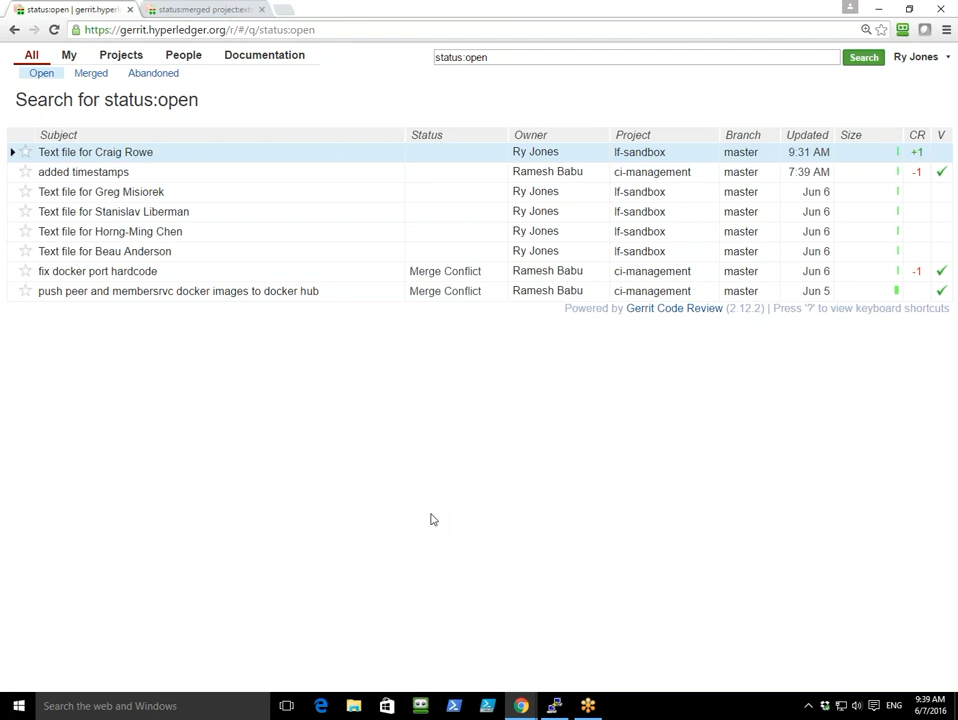 status:open | gerrit.hyperl
status:merged project:ext
https://gerrit.hyperledger.org/r/#/q/status:open
All My Projects People Documentation
status:open
Search
Ry Jones
Open Merged Abandoned
Search for status:open
Subject Status Owner Project Branch Updated Size CR V
Text file for Craig Rowe Ry Jones lf-sandbox master 9:31 AM +1
added timestamps Ramesh Babu ci-management master 7:39 AM -1
Text file for Greg Misiorek Ry Jones lf-sandbox master Jun 6
Text file for Stanislav Liberman Ry Jones lf-sandbox master Jun 6
Text file for Horng-Ming Chen Ry Jones lf-sandbox master Jun 6
Text file for Beau Anderson Ry Jones lf-sandbox master Jun 6
fix docker port hardcode Merge Conflict Ramesh Babu ci-management master Jun 6 -1
push peer and membersrvc docker images to docker hub Merge Conflict Ramesh Babu ci-management master Jun 5
Powered by Gerrit Code Review (2.12.2) | Press '?' to view keyboard shortcuts
Search the web and Windows
ENG
9:39 AM
6/7/2016